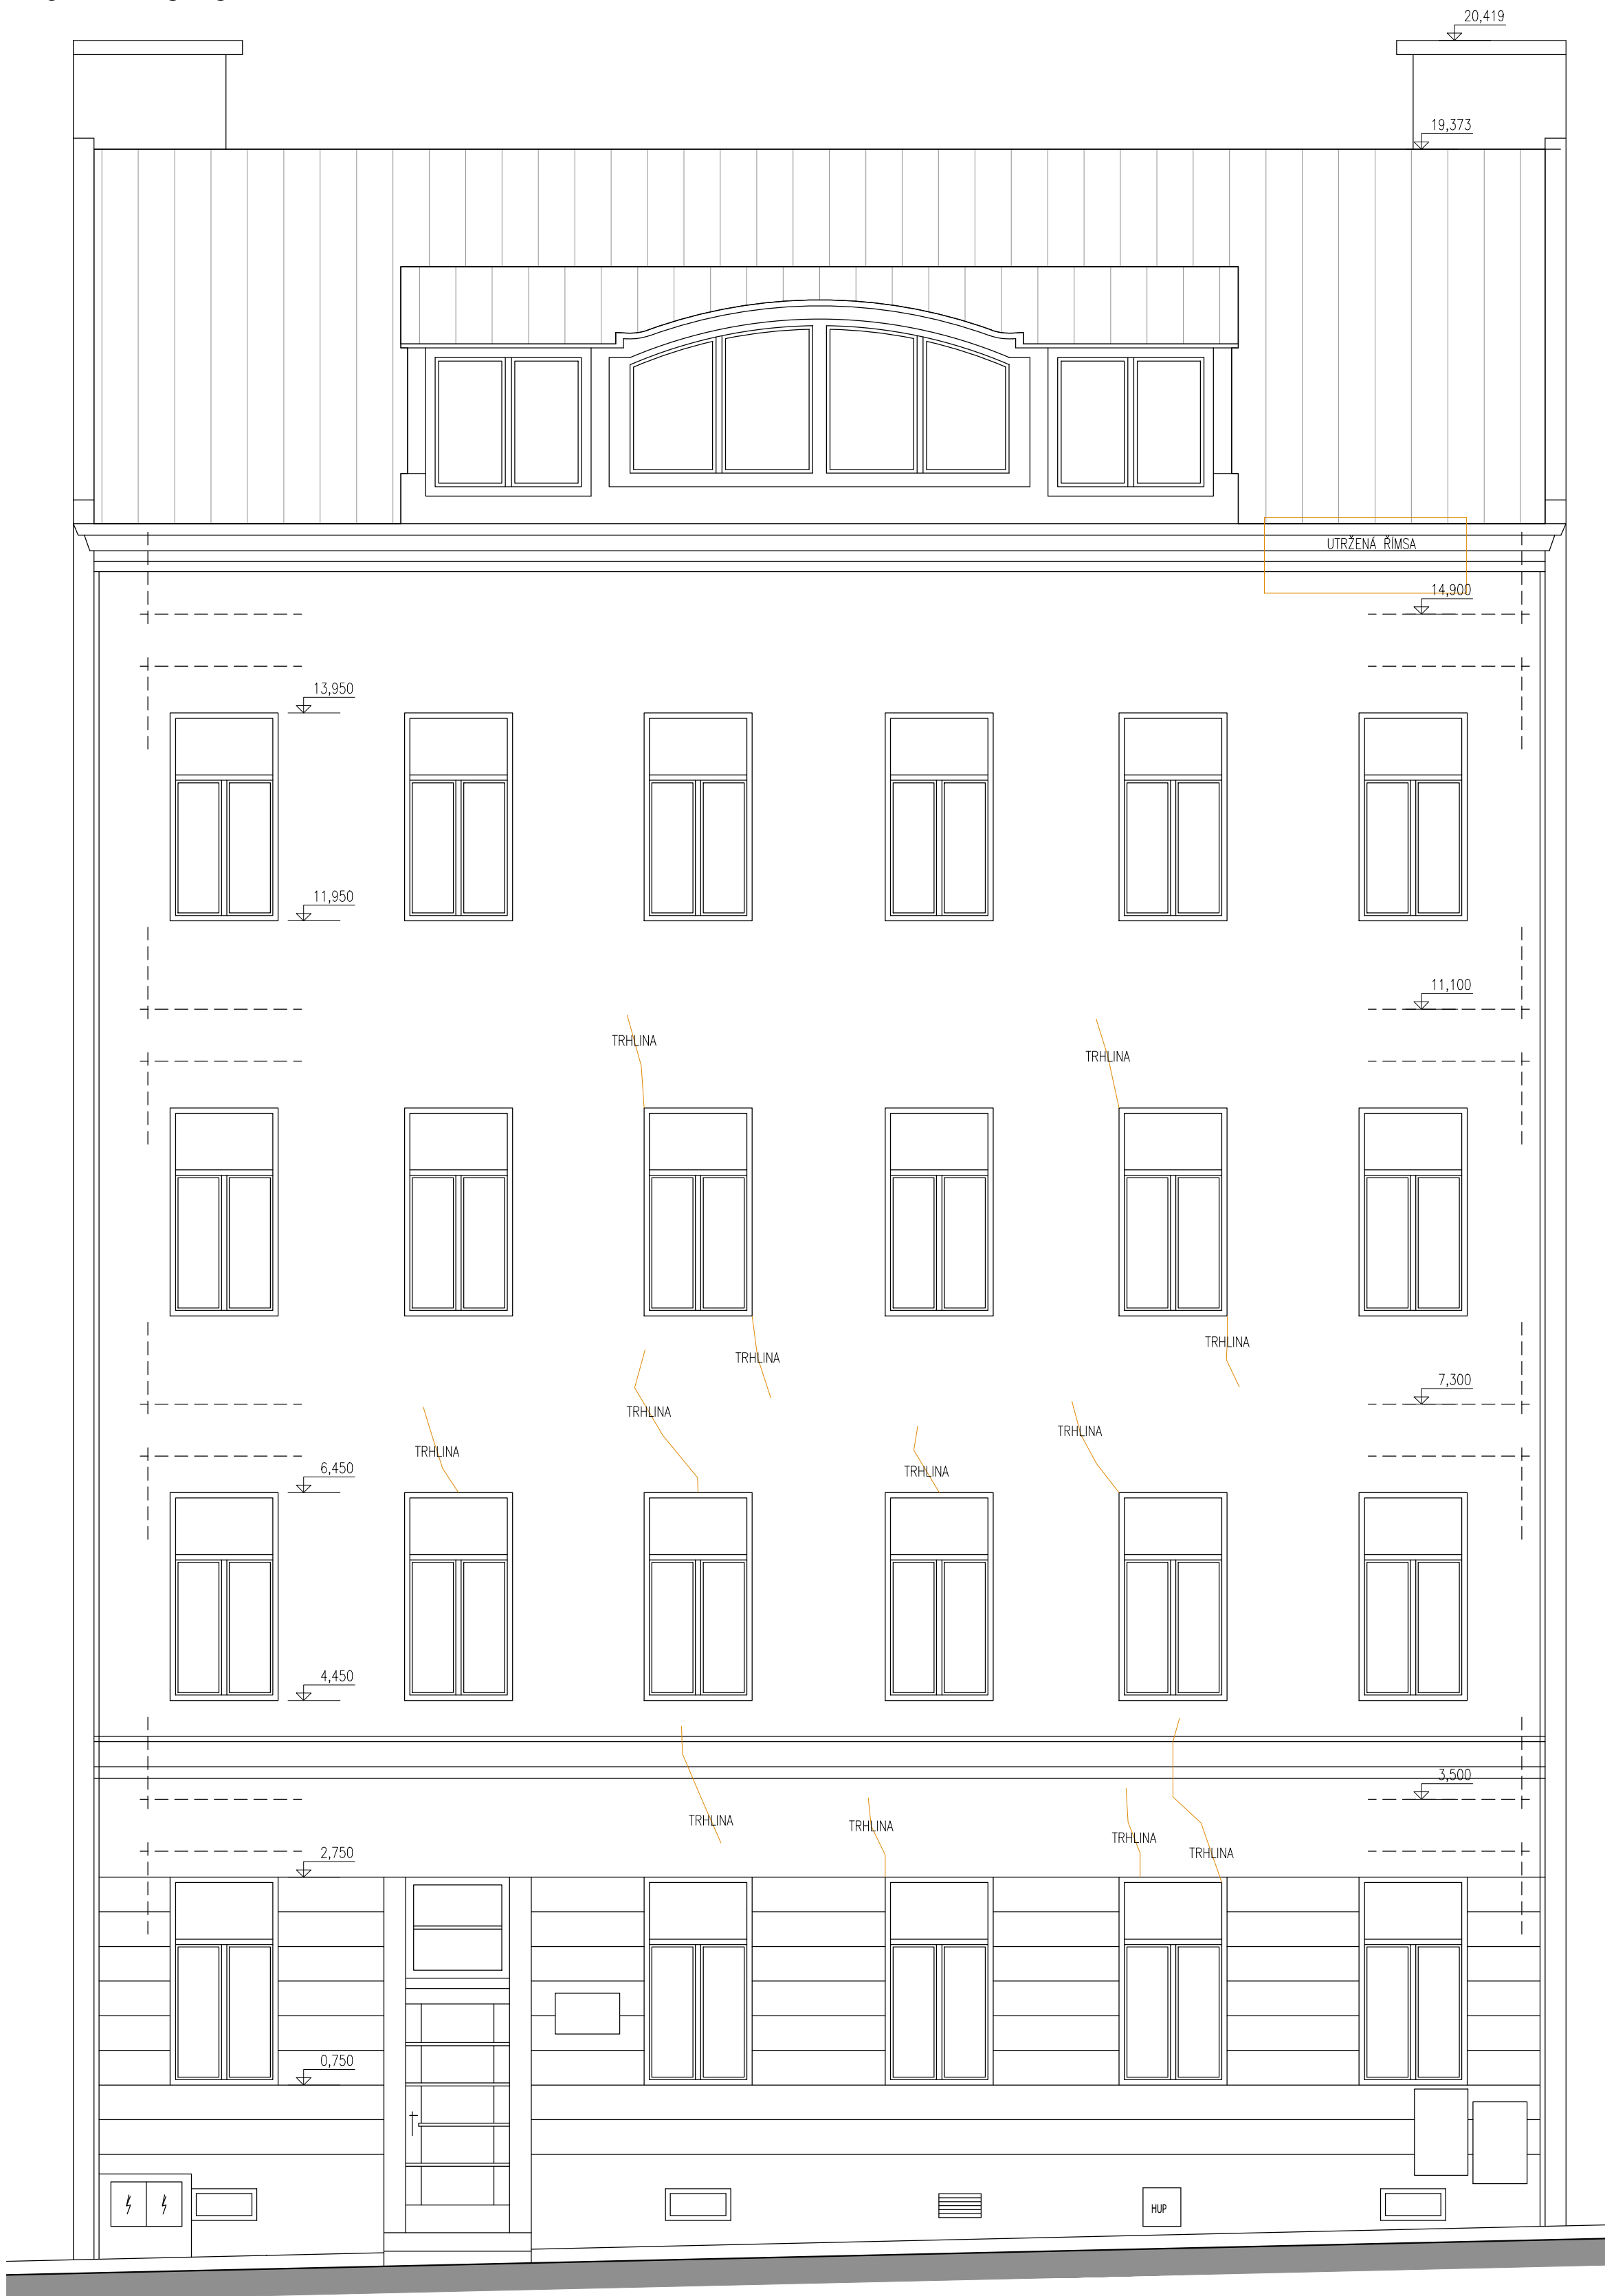 20,419
19,373
UTRŽENÁ ŘÍMSA
14,900
13,950
11,950
11,100
TRHLINA
TRHLINA
TRHLINA
TRHLINA
7,300
TRHLINA
TRHLINA
TRHLINA
TRHLINA
6,450
4,450
3,500
TRHLINA
TRHLINA
TRHLINA
TRHLINA
2,750
0,750
HUP